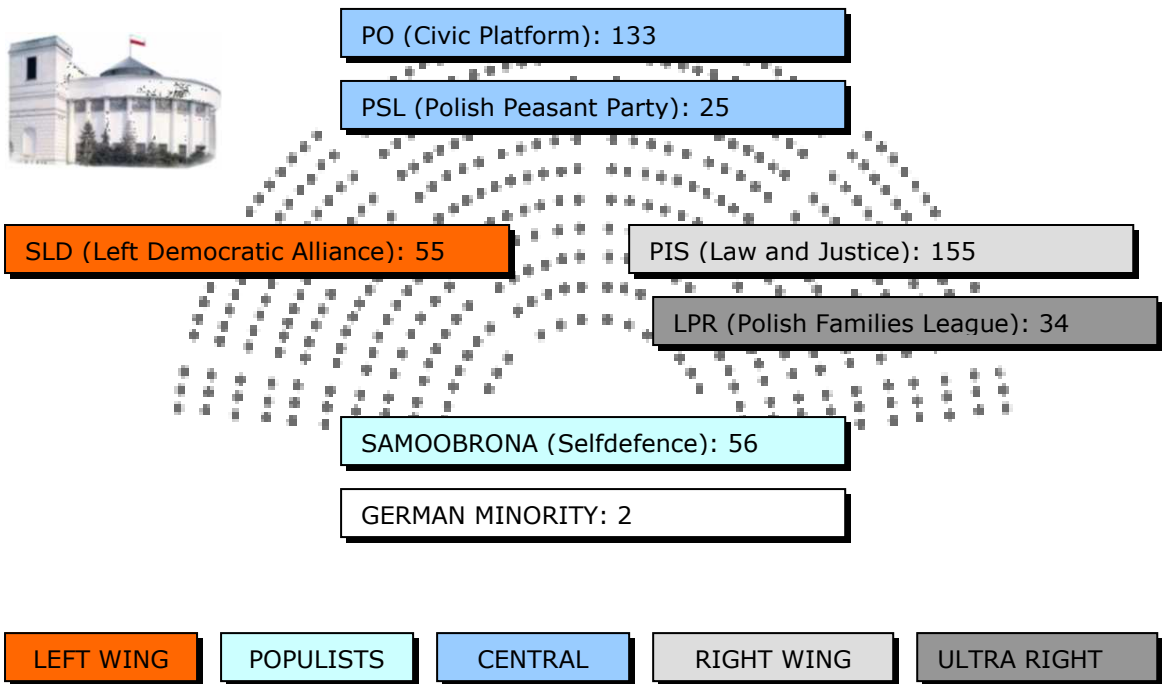 PO (Civic Platform): 133
PSL (Polish Peasant Party): 25
SLD (Left Democratic Alliance): 55
PIS (Law and Justice): 155
LPR (Polish Families League): 34
SAMOOBRONA (Selfdefence): 56
GERMAN MINORITY: 2
LEFT WING
POPULISTS
CENTRAL
RIGHT WING
ULTRA RIGHT